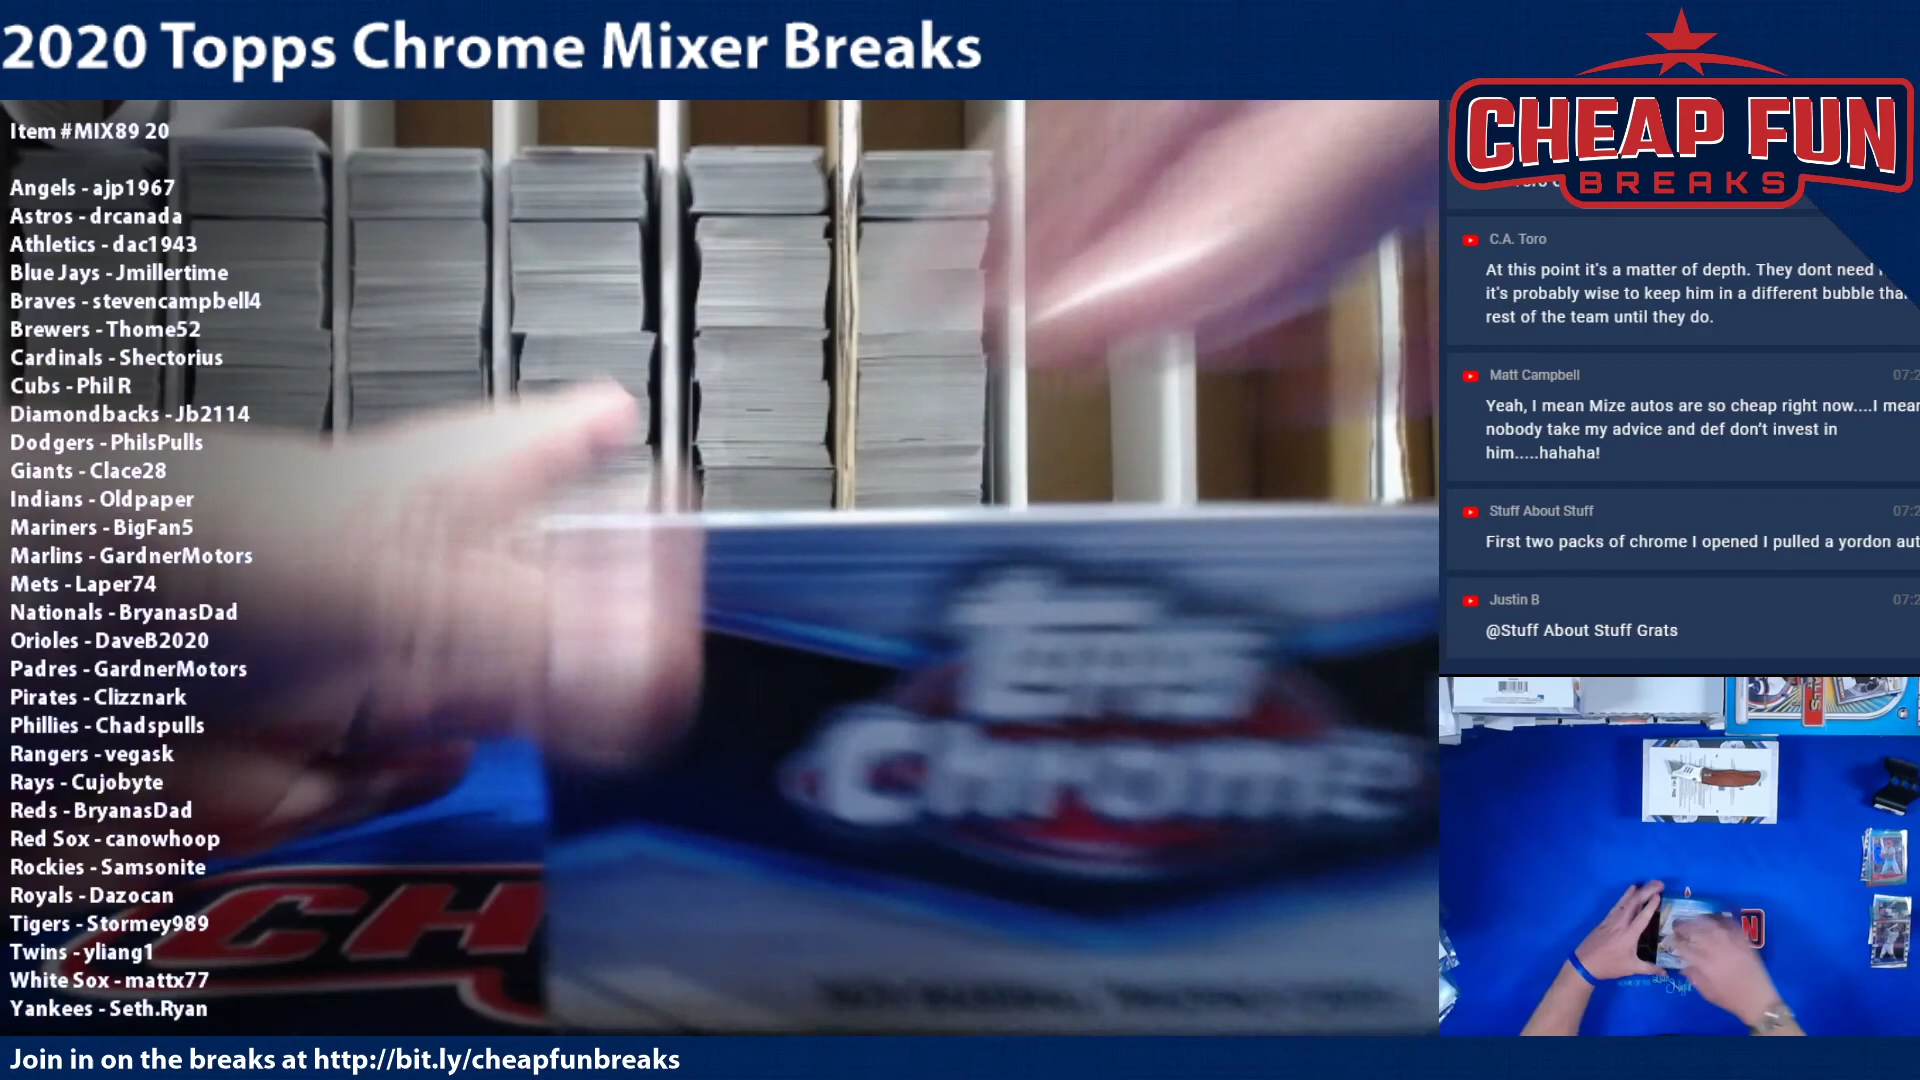 2020 Topps Chrome Mixer Breaks
CHEAP FUN
BREAKS
Item #MIX89 20
Angels - ajp1967
Astros - drcanada
Athletics - dac1943
Blue Jays - Jmillertime
Braves - stevencampbell4
Brewers - Thome52
Cardinals - Shectorius
Cubs - Phil R
Diamondbacks - Jb2114
Dodgers - PhilsPulls
Giants - Clace28
Indians - Oldpaper
Mariners - BigFan5
Marlins - GardnerMotors
Mets - Laper74
Nationals - BryanasDad
Orioles - DaveB2020
Padres - GardnerMotors
Pirates - Clizznark
Phillies - Chadspulls
Rangers - vegask
Rays - Cujobyte
Reds - BryanasDad
Red Sox - canowhoop
Rockies - Samsonite
Royals - Dazocan
Tigers - Stormey989
Twins - yliang1
White Sox - mattx77
Yankees - Seth.Ryan
C.A. Toro
At this point it's a matter of depth. They dont need
it's probably wise to keep him in a different bubble
rest of the team until they do.
Matt Campbell
Yeah, I mean Mize autos are so cheap right now....I
nobody take my advice and def don't invest in
him.....hahaha!
Stuff About Stuff
First two packs of chrome I opened I pulled a yordon
Justin B
@Stuff About Stuff Grats
Topps
Chrome
CH
N
Join in on the breaks at http://bit.ly/cheapfunbreaks